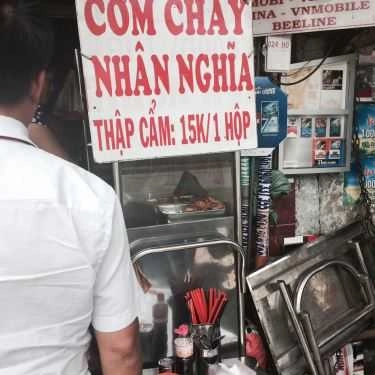 CƠM CHAY
NHÂN NGHĨA
THẬP CẨM: 15K/1 HỘP
- VNMOBILE
BEELINE